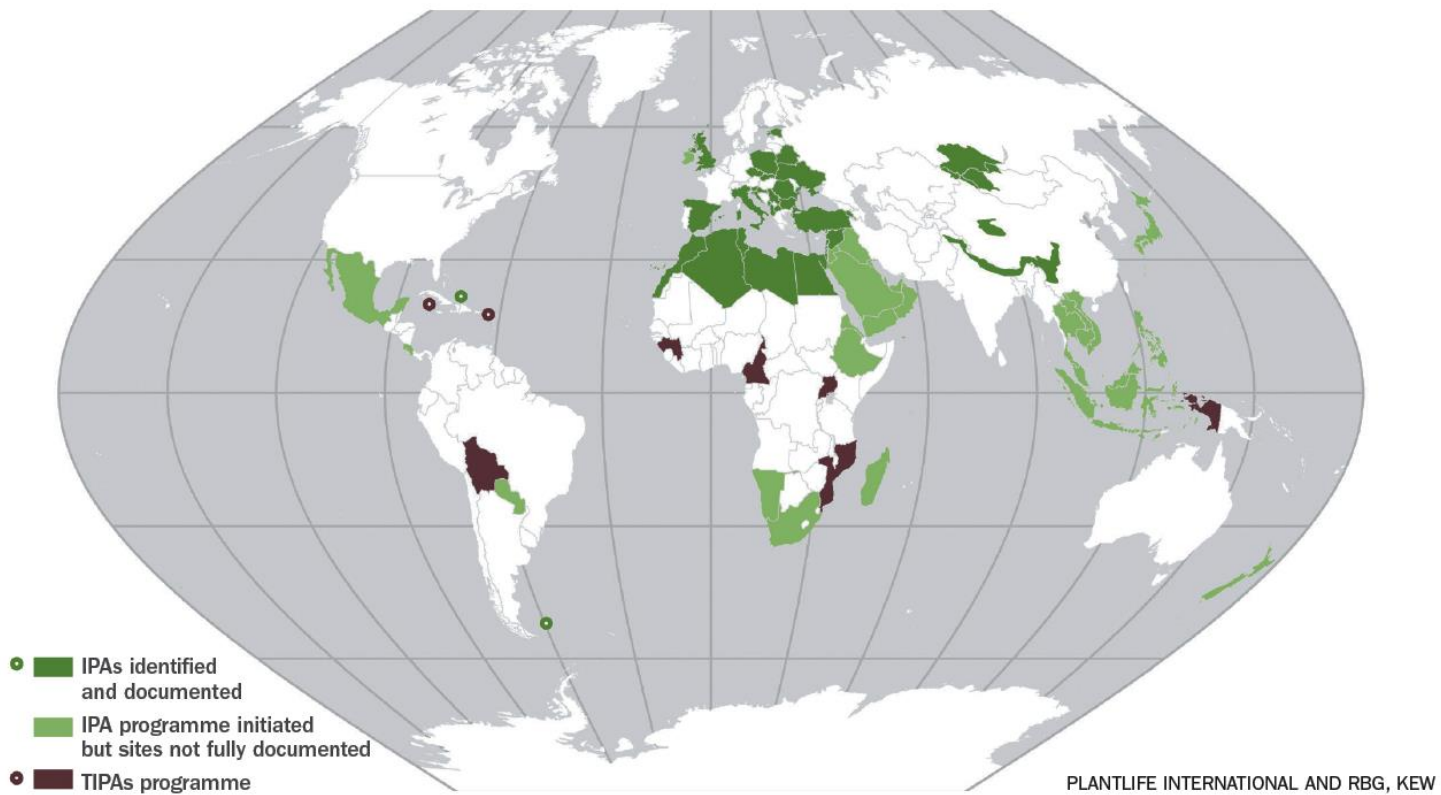 IPAs identified
and documented
IPA programme initiated
but sites not fully documented
TIPAs programme
PLANTLIFE INTERNATIONAL AND RBG, KEW